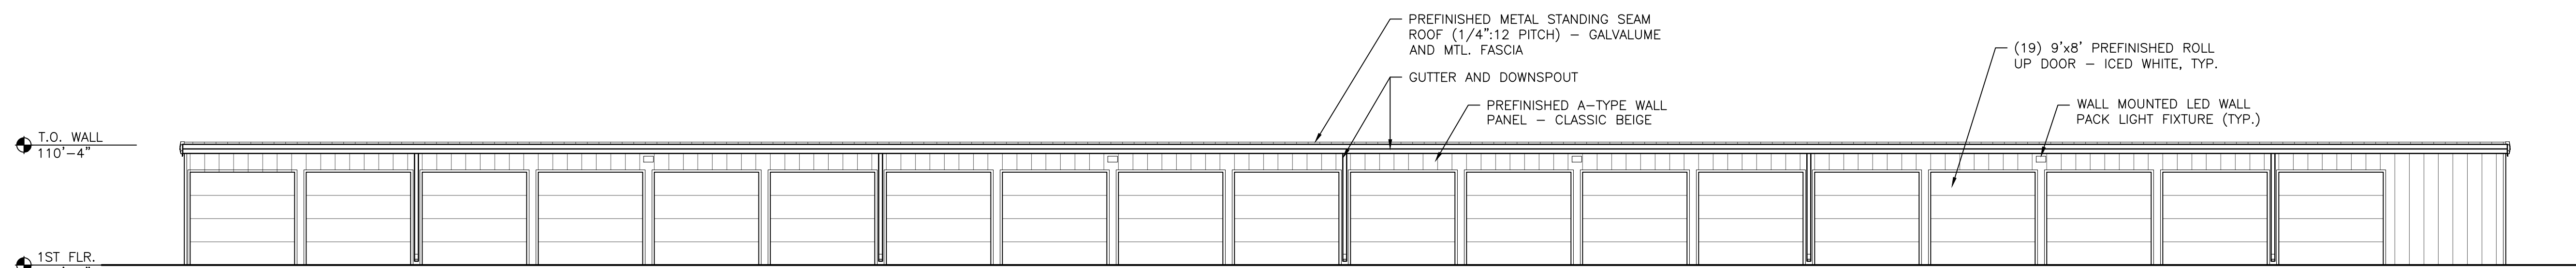 PREFINISHED METAL STANDING SEAM
ROOF (1/4":12 PITCH) – GALVALUME
AND MTL. FASCIA
GUTTER AND DOWNSPOUT
PREFINISHED A–TYPE WALL
PANEL – CLASSIC BEIGE
(19) 9'x8' PREFINISHED ROLL
UP DOOR – ICED WHITE, TYP.
WALL MOUNTED LED WALL
PACK LIGHT FIXTURE (TYP.)
T.O. WALL
110'–4"
1ST FLR.